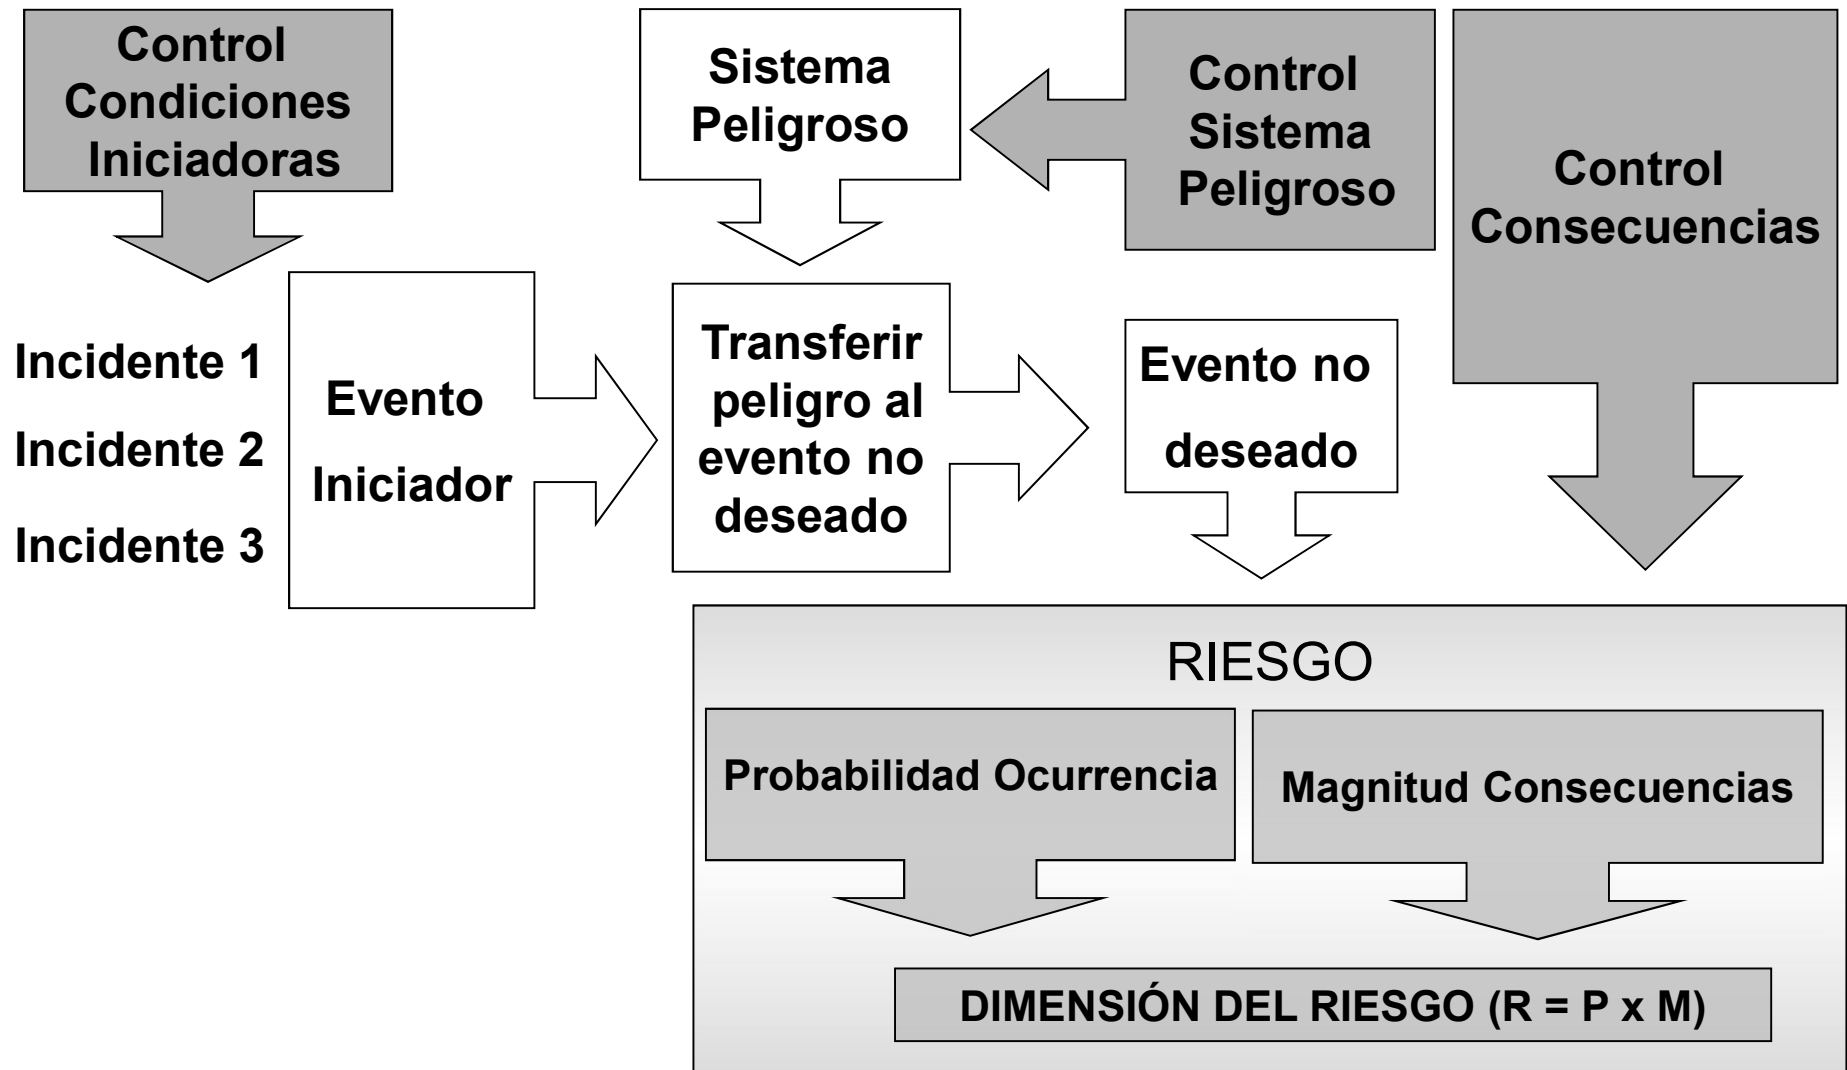 Control
Condiciones
Iniciadoras
Sistema
Peligroso
Control
Sistema
Peligroso
Control
Consecuencias
Incidente 1
Incidente 2
Incidente 3
Evento
Iniciador
Transferir
peligro al
evento no
deseado
Evento no
deseado
RIESGO
Probabilidad Ocurrencia
Magnitud Consecuencias
DIMENSIÓN DEL RIESGO (R = P x M)